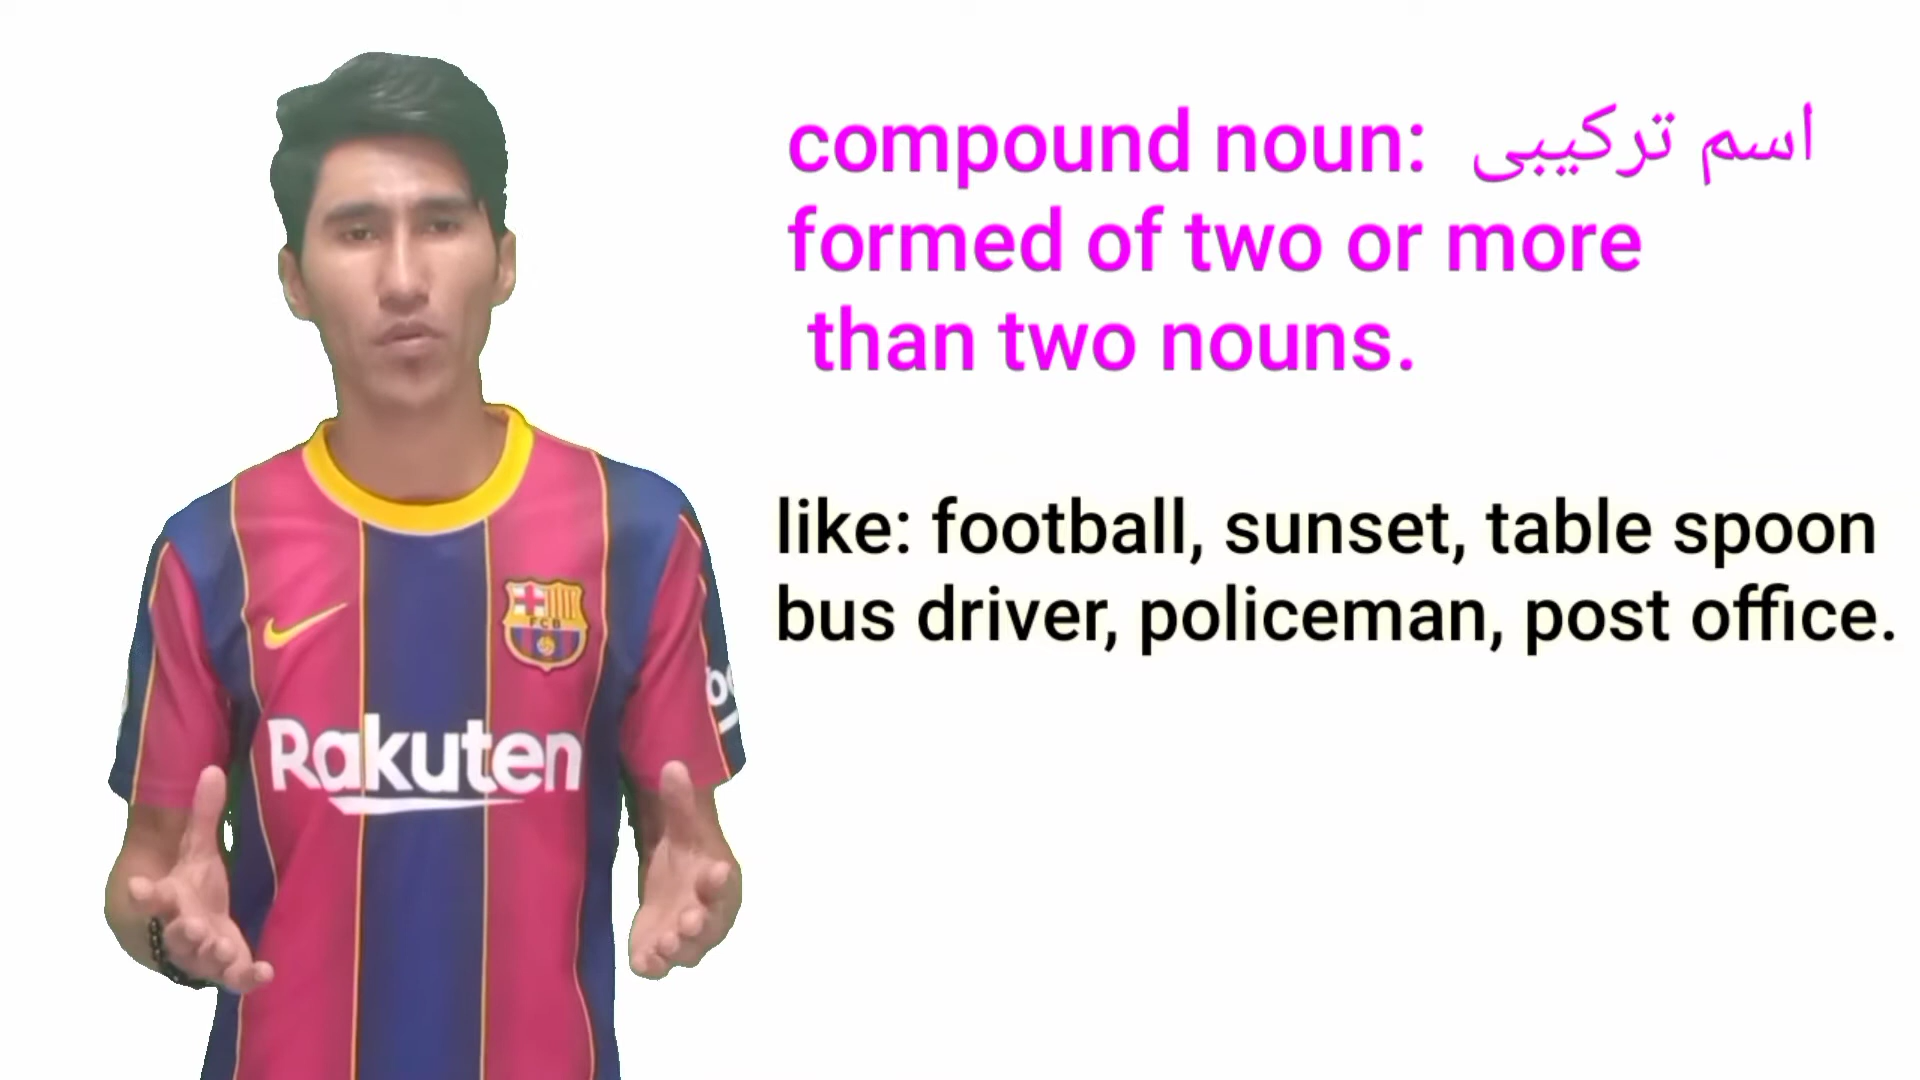 compound noun: اسم ترکیبی
formed of two or more
than two nouns.
like: football, sunset, table spoon
bus driver, policeman, post office.
FCB
Rakuten